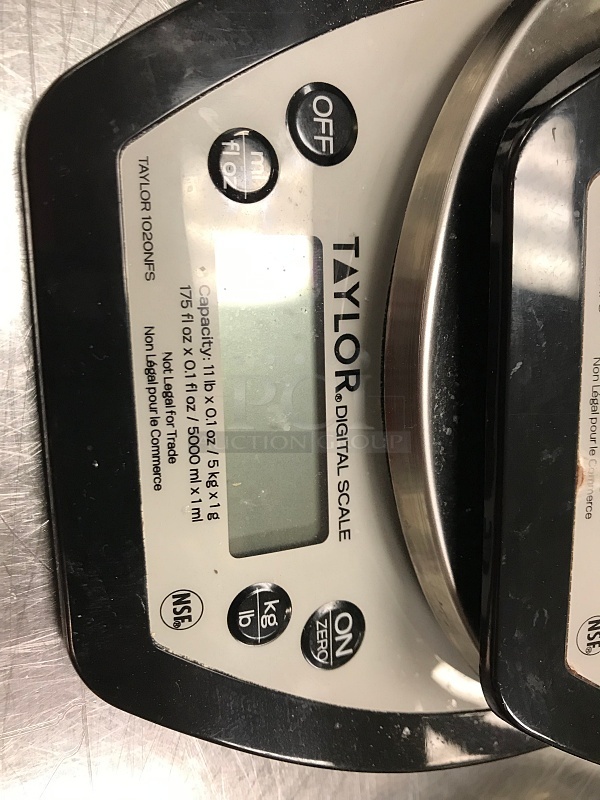 TAYLOR® DIGITAL SCALE
OFF
ml
fl oz
Capacity: 11 lb x 0.1 oz / 5 kg x 1 g
175 fl oz x 0.1 fl oz / 5000 ml x 1 ml
Not Legal for Trade
Non Légal pour le Commerce
TAYLOR 1020NFS
ON
ZERO
kg
lb
NSF®
Non Légal pour le Commerce
NSF®
AUCTION GROUP